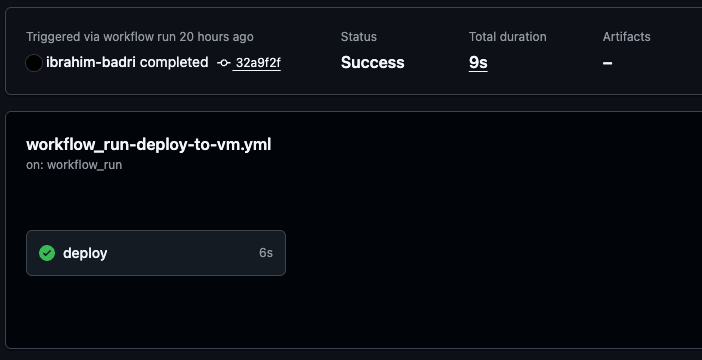 Triggered via workflow run 20 hours ago
ibrahim-badri completed 32a9f2f
Status
Success
Total duration
9s
Artifacts
–
workflow_run-deploy-to-vm.yml
on: workflow_run
deploy 6s